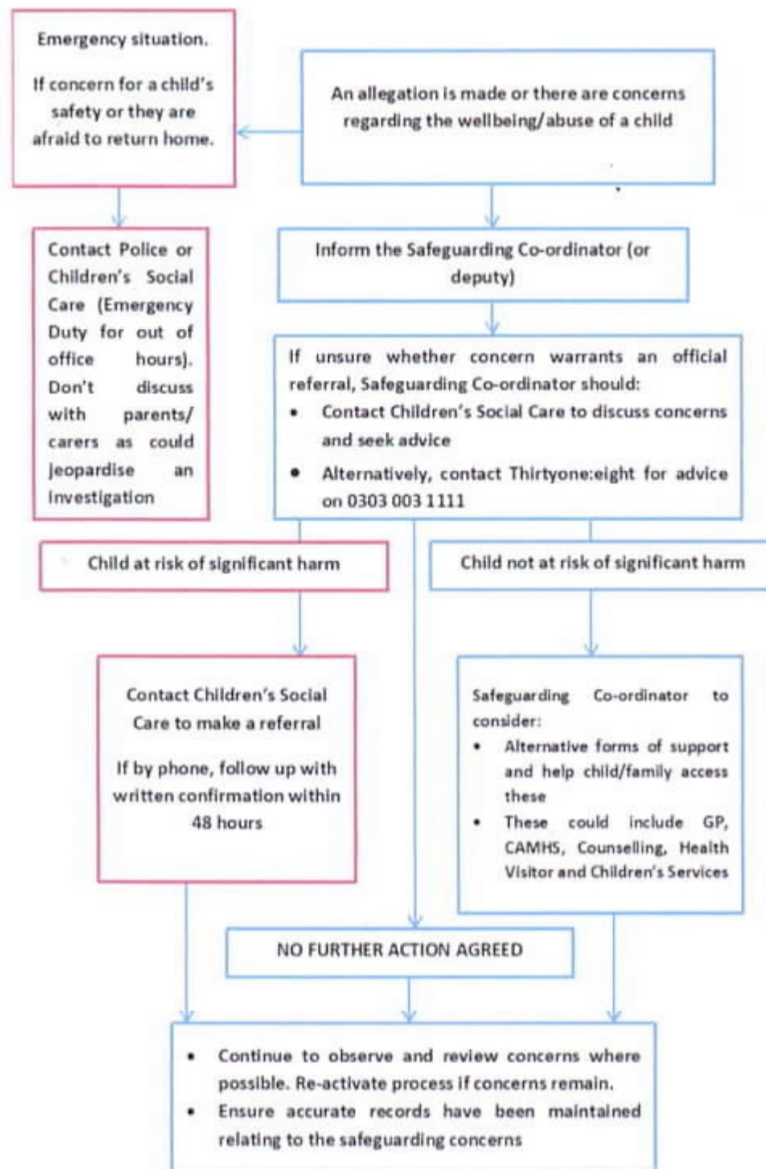 Emergency situation.
If concern for a child's
safety or they are
afraid to return home.
An allegation is made or there are concerns
regarding the wellbeing/abuse of a child
Contact Police or
Children's Social
Care (Emergency
Duty for out of
office hours).
Don't discuss
with parents/
carers as could
jeopardise an
investigation
Inform the Safeguarding Co-ordinator (or
deputy)
If unsure whether concern warrants an official
referral, Safeguarding Co-ordinator should:
• Contact Children's Social Care to discuss concerns
and seek advice
• Alternatively, contact Thirtyone:eight for advice
on 0303 003 1111
Child at risk of significant harm
Child not at risk of significant harm
Contact Children's Social
Care to make a referral
If by phone, follow up with
written confirmation within
48 hours
Safeguarding Co-ordinator to
consider:
• Alternative forms of support
and help child/family access
these
• These could include GP,
CAMHS, Counselling, Health
Visitor and Children's Services
NO FURTHER ACTION AGREED
• Continue to observe and review concerns where
possible. Re-activate process if concerns remain.
• Ensure accurate records have been maintained
relating to the safeguarding concerns